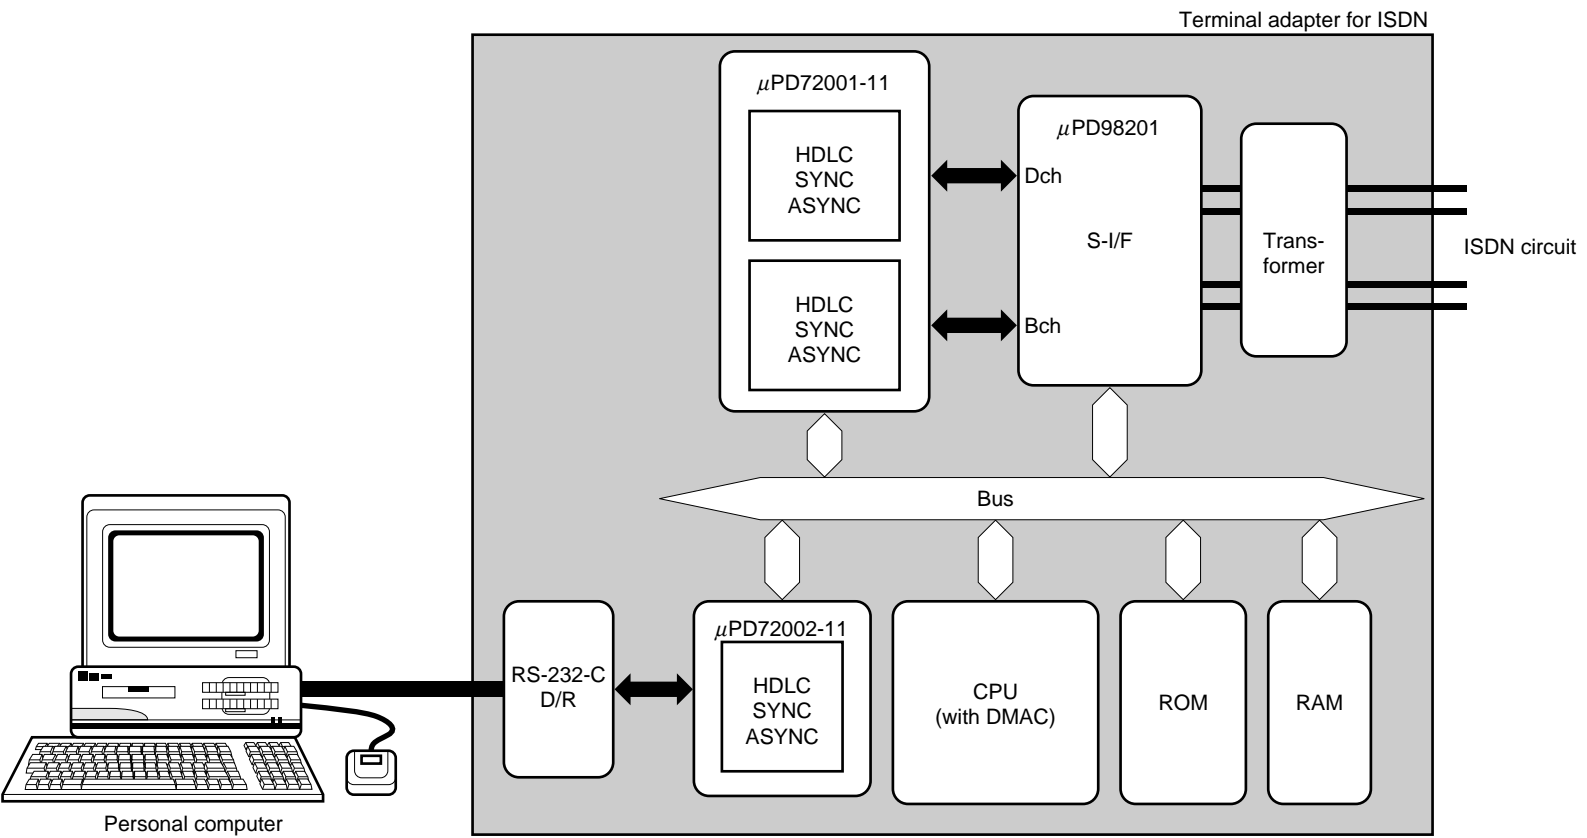 Terminal adapter for ISDN
μPD72001-11
HDLC
SYNC
ASYNC
HDLC
SYNC
ASYNC
μPD98201
Dch
S-I/F
Bch
Trans-
former
ISDN circuit
Bus
RS-232-C
D/R
μPD72002-11
HDLC
SYNC
ASYNC
CPU
(with DMAC)
ROM
RAM
Personal computer